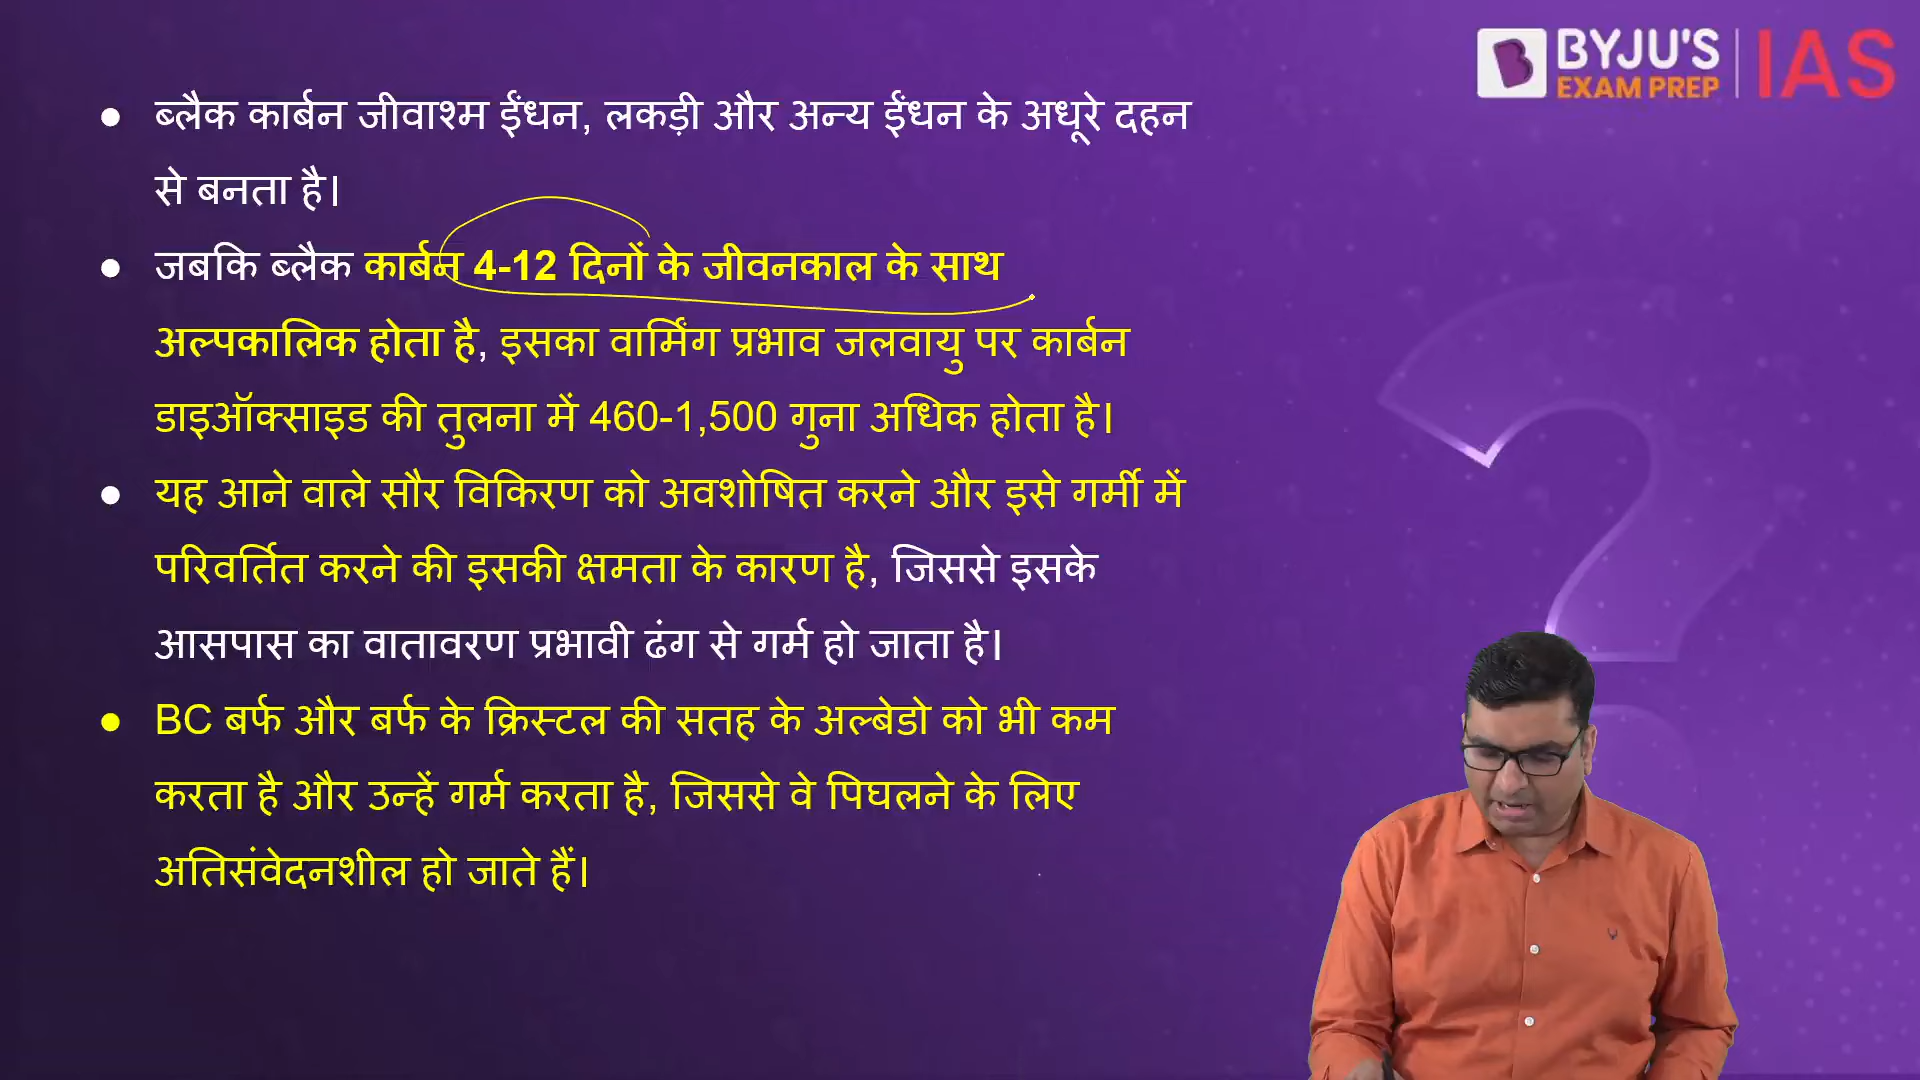 BYJU'S
EXAM PREP
IAS
● ब्लैक कार्बन जीवाश्म ईंधन, लकड़ी और अन्य ईंधन के अधूरे दहन
से बनता है।
● जबकि ब्लैक कार्बन 4-12 दिनों के जीवनकाल के साथ
अल्पकालिक होता है, इसका वार्मिंग प्रभाव जलवायु पर कार्बन
डाइऑक्साइड की तुलना में 460-1,500 गुना अधिक होता है।
● यह आने वाले सौर विकिरण को अवशोषित करने और इसे गर्मी में
परिवर्तित करने की इसकी क्षमता के कारण है, जिससे इसके
आसपास का वातावरण प्रभावी ढंग से गर्म हो जाता है।
● BC बर्फ और बर्फ के क्रिस्टल की सतह के अल्बेडो को भी कम
करता है और उन्हें गर्म करता है, जिससे वे पिघलने के लिए
अतिसंवेदनशील हो जाते हैं।